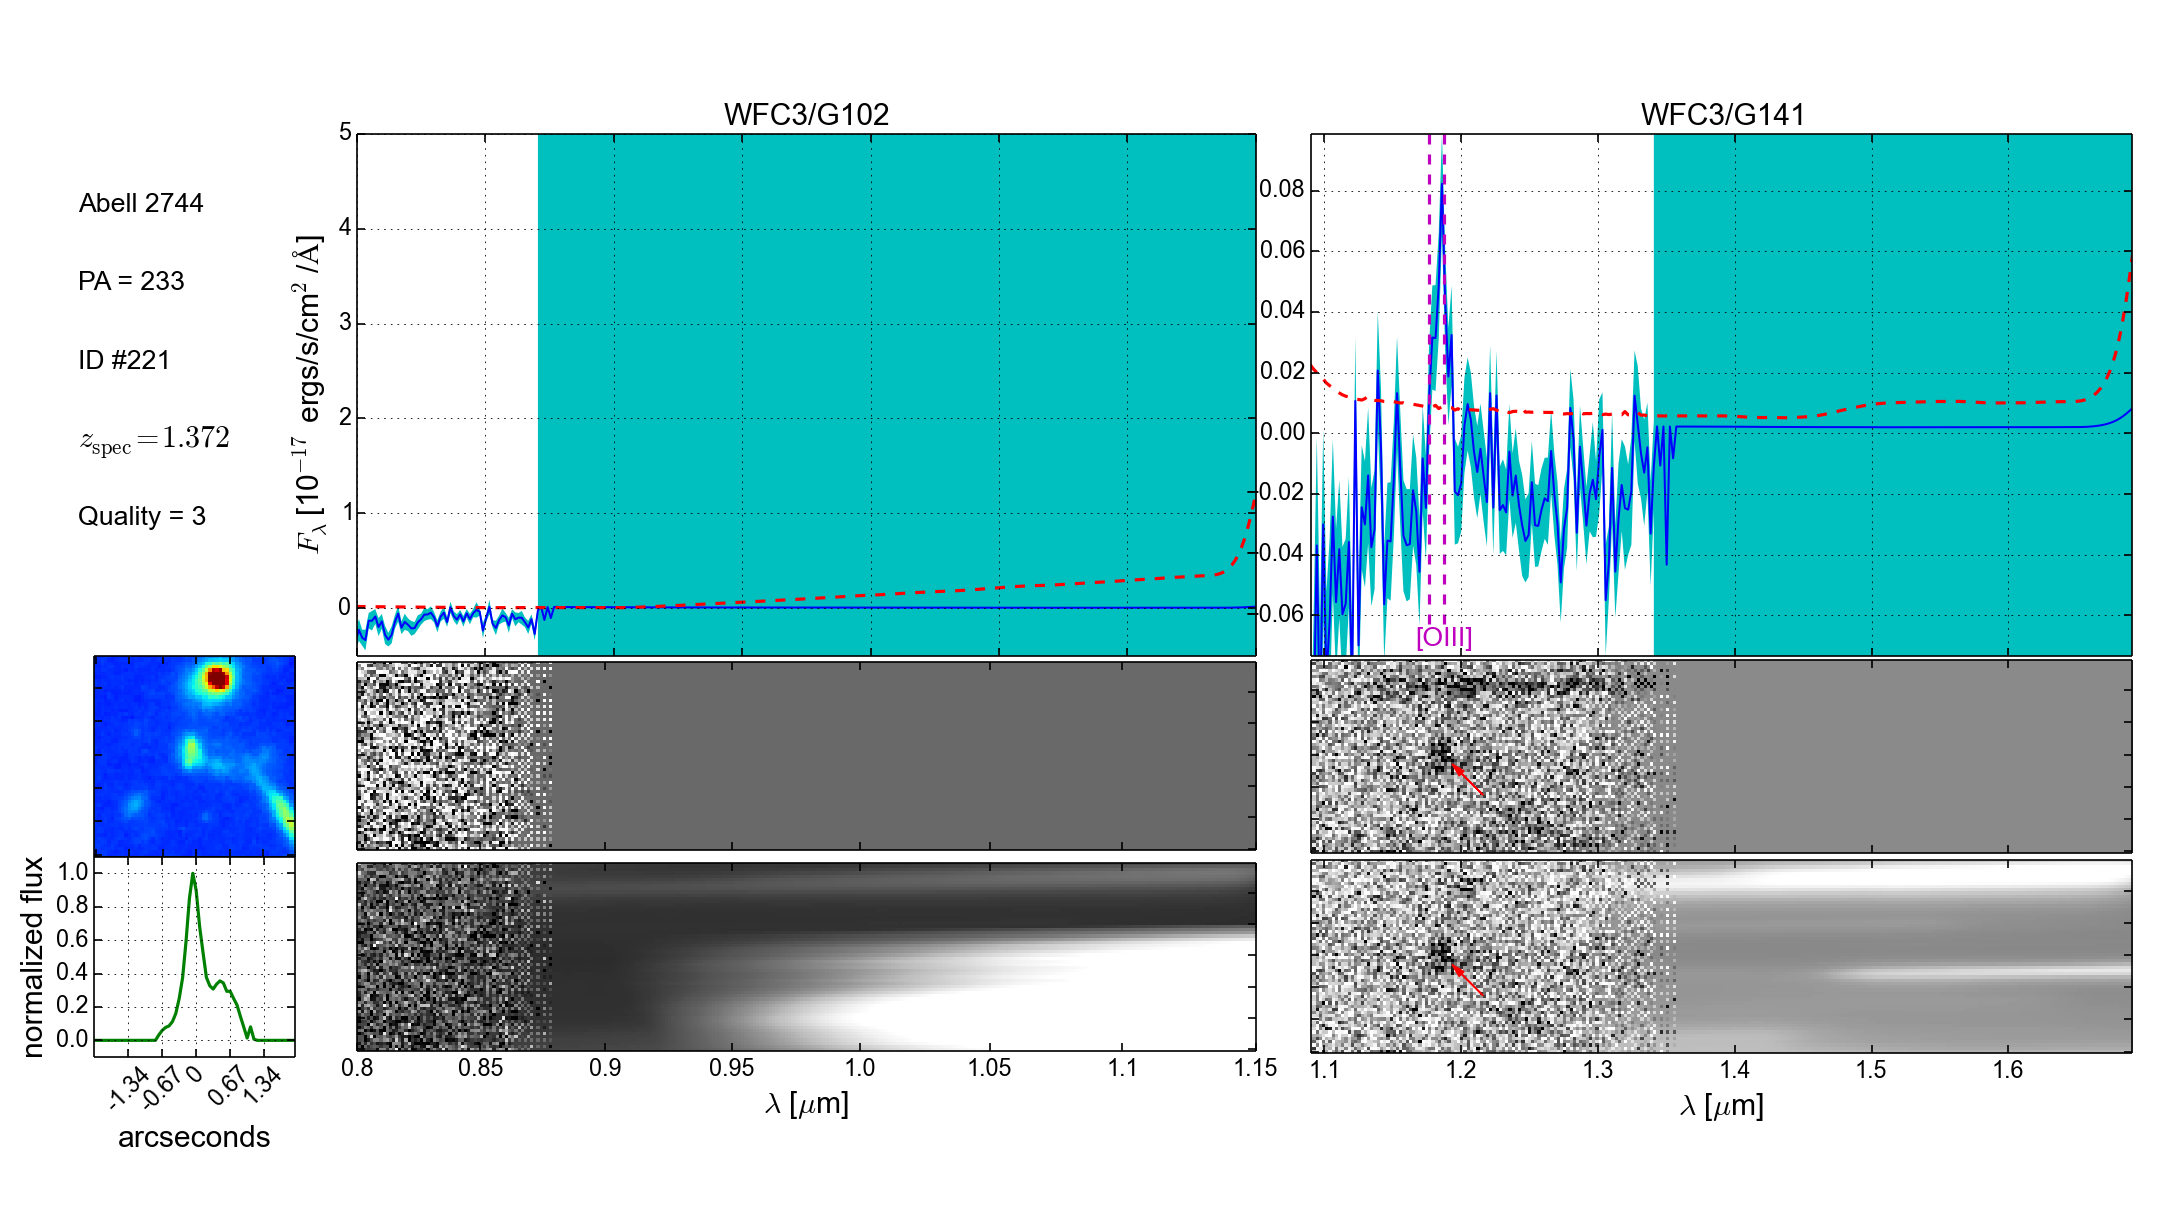 WFC3/G102
WFC3/G141
Abell 2744
PA = 233
ID #221
z_spec = 1.372
Quality = 3
F_λ [10^−17 ergs/s/cm^2 /Å]
5
4
3
2
1
0
0.08
0.06
0.04
0.02
0.00
-0.02
0.04
0.06
[OIII]
normalized flux
1.0
0.8
0.6
0.4
0.2
0.0
-1.34 -0.67 0 0.67 1.34
arcseconds
0.8 0.85 0.9 0.95 1.0 1.05 1.1 1.15
λ [μm]
1.1 1.2 1.3 1.4 1.5 1.6
λ [μm]